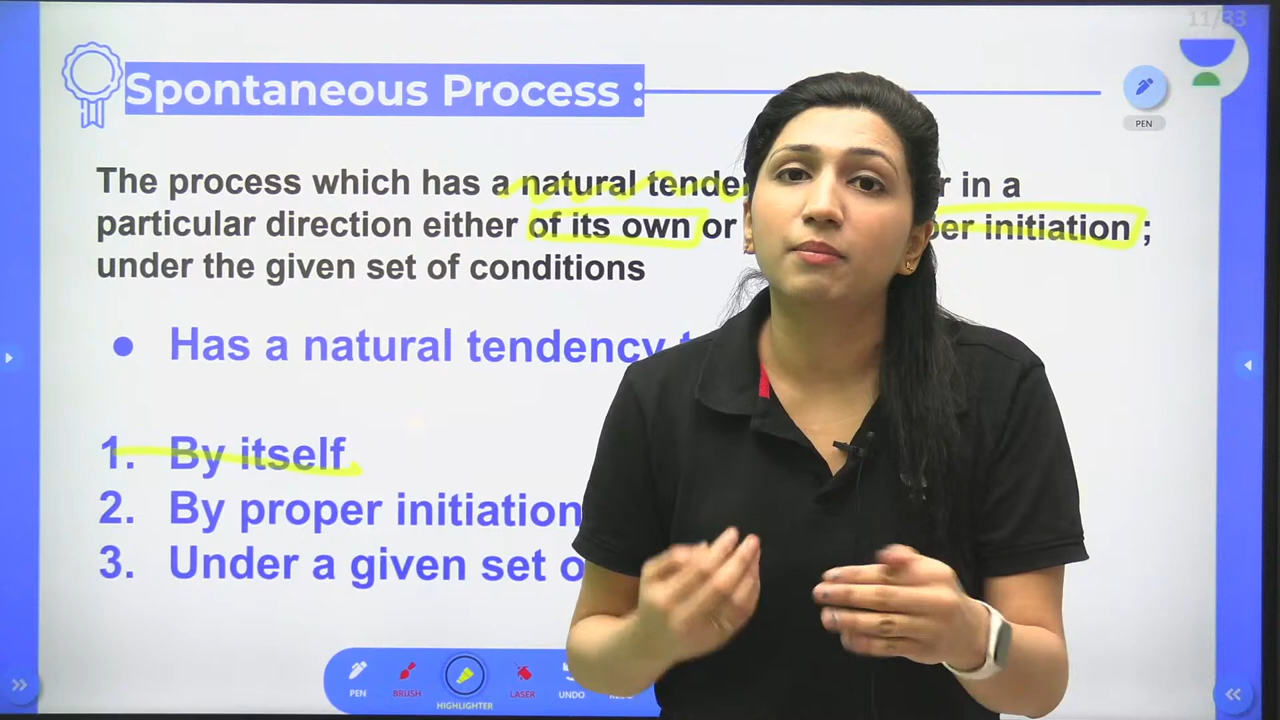 11/33
Spontaneous Process :
PEN
The process which has a natural r in a
particular direction either of its own or initiation ;
under the given set of conditions
• Has a natural tendency
1. By itself
2. By proper initiation
3. Under a given set
PEN
BRUSH
HIGHLIGHTER
LASER
UNDO